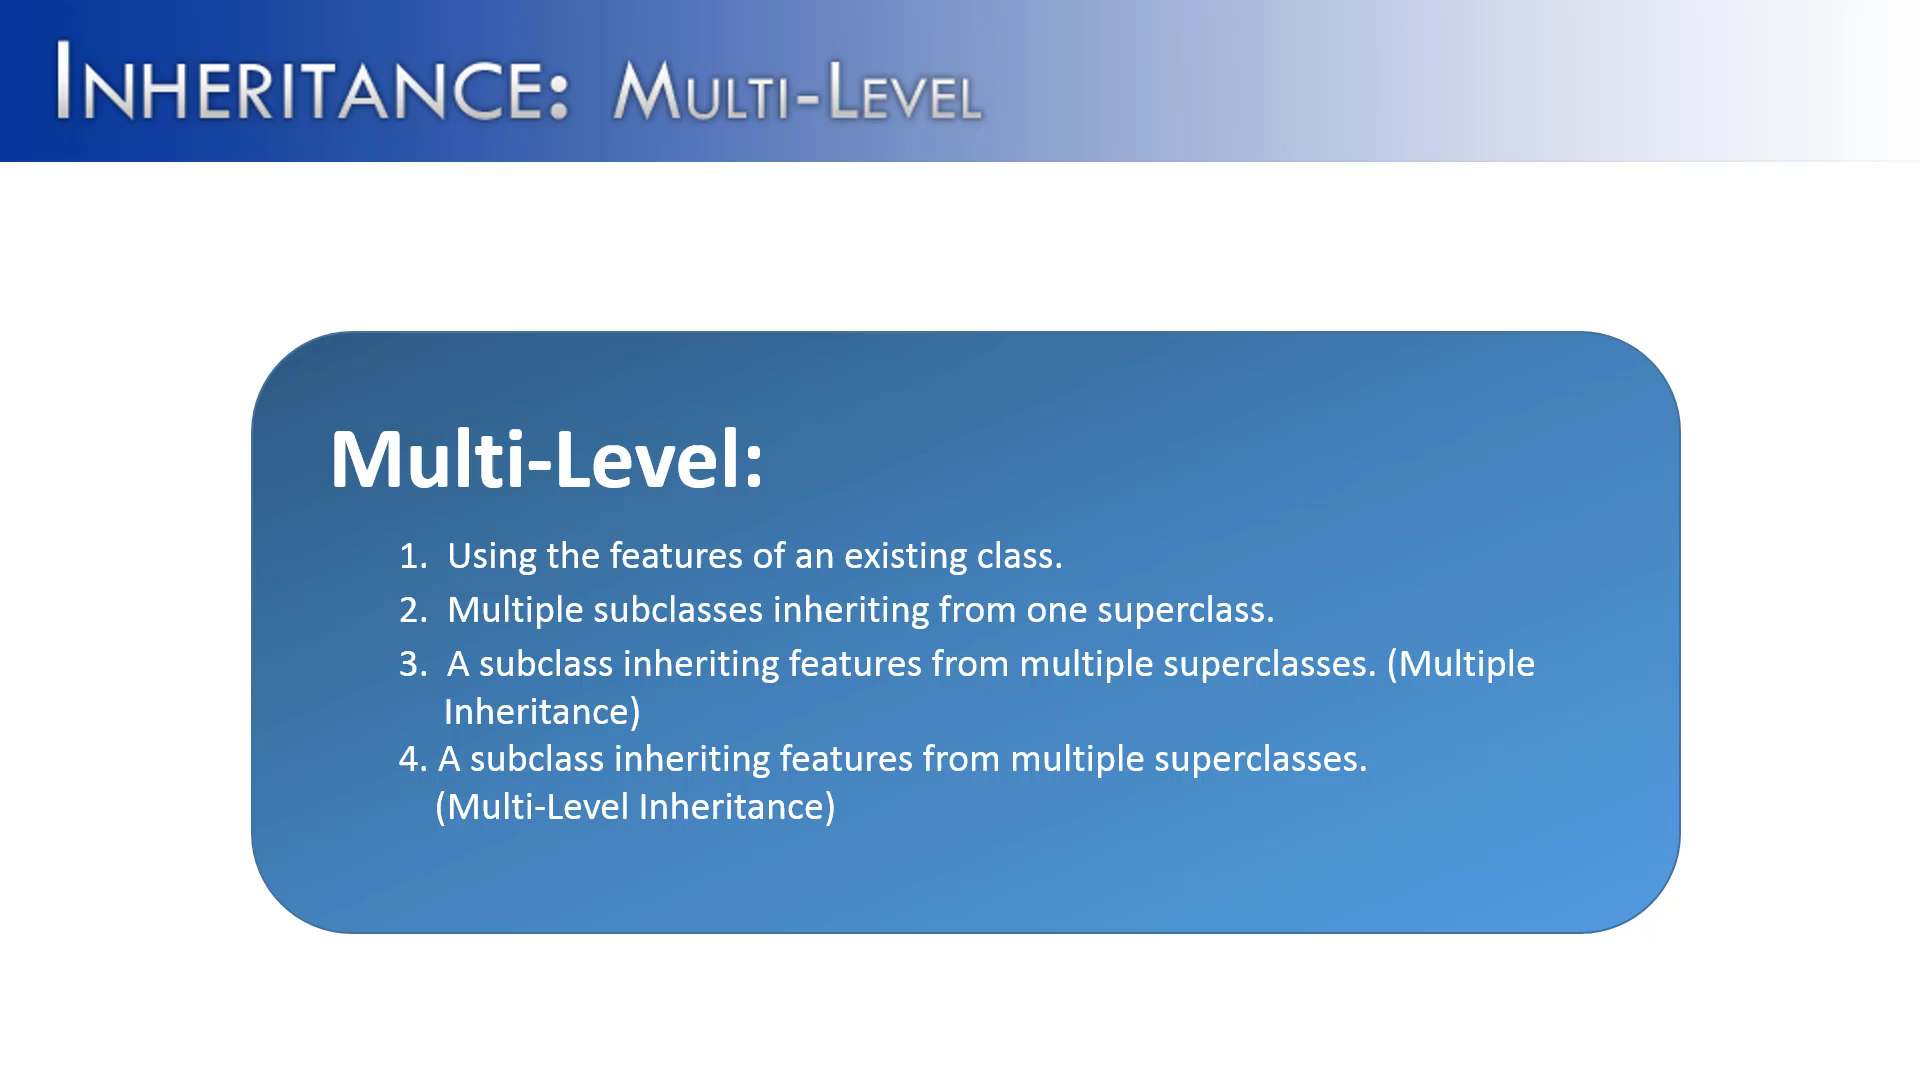 INHERITANCE: MULTI-LEVEL
Multi-Level:
1. Using the features of an existing class.
2. Multiple subclasses inheriting from one superclass.
3. A subclass inheriting features from multiple superclasses. (Multiple
Inheritance)
4. A subclass inheriting features from multiple superclasses.
(Multi-Level Inheritance)